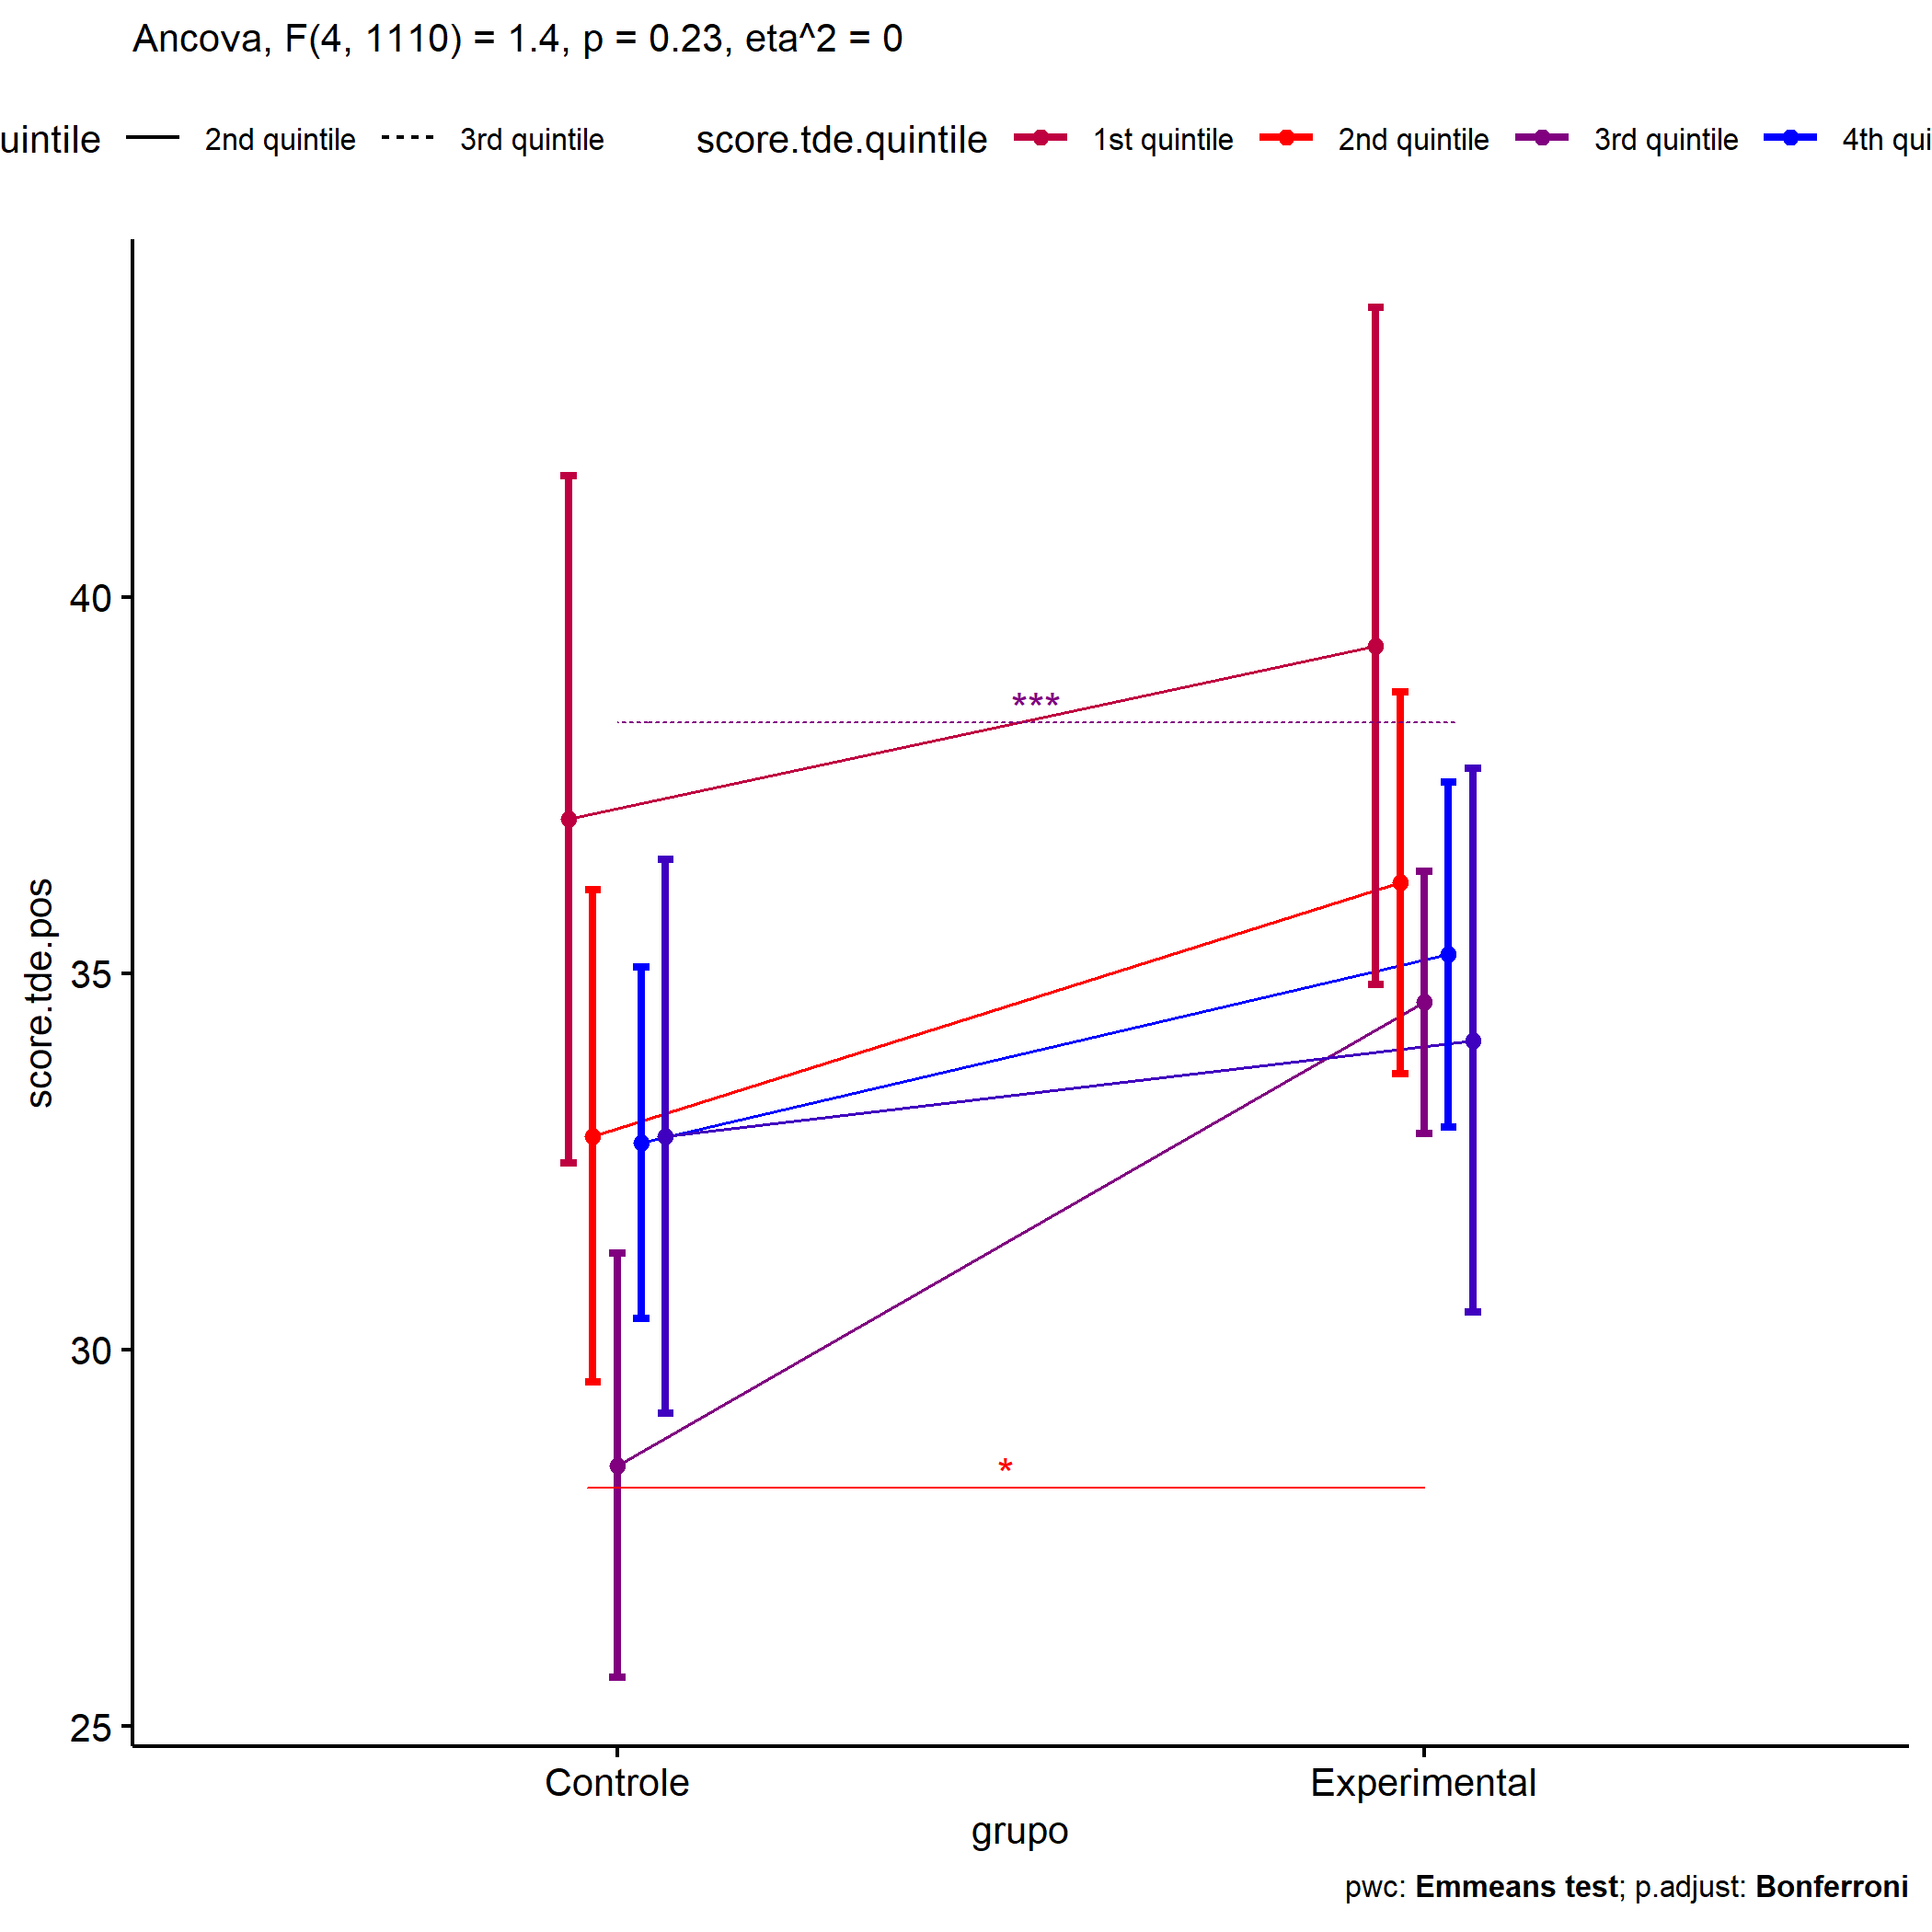 Ancova, F(4, 1110) = 1.4, p = 0.23, eta^2 = 0
uintile 2nd quintile 3rd quintile score.tde.quintile 1st quintile 2nd quintile 3rd quintile 4th qui
***
40
35
30
25
*
score.tde.pos
Controle Experimental
grupo
pwc: Emmeans test; p.adjust: Bonferroni